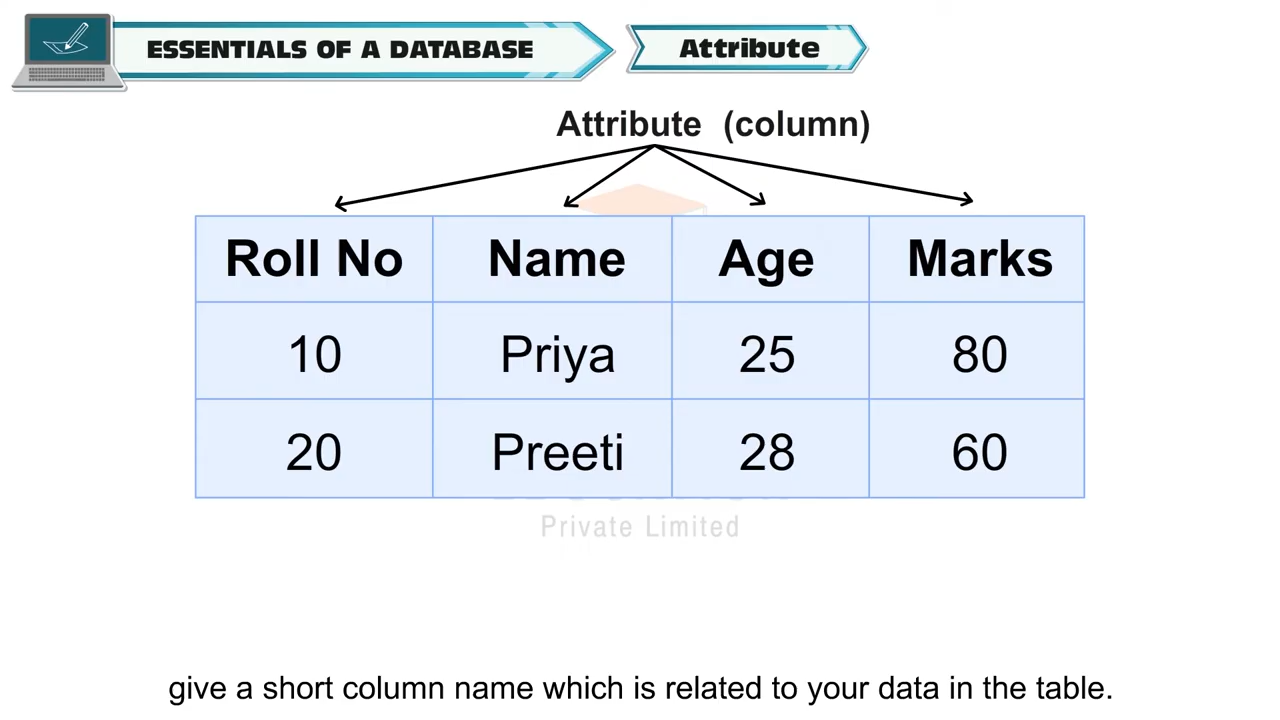 ESSENTIALS OF A DATABASE Attribute
Attribute (column)
Roll No Name Age Marks
10 Priya 25 80
20 Preeti 28 60
Private Limited
give a short column name which is related to your data in the table.